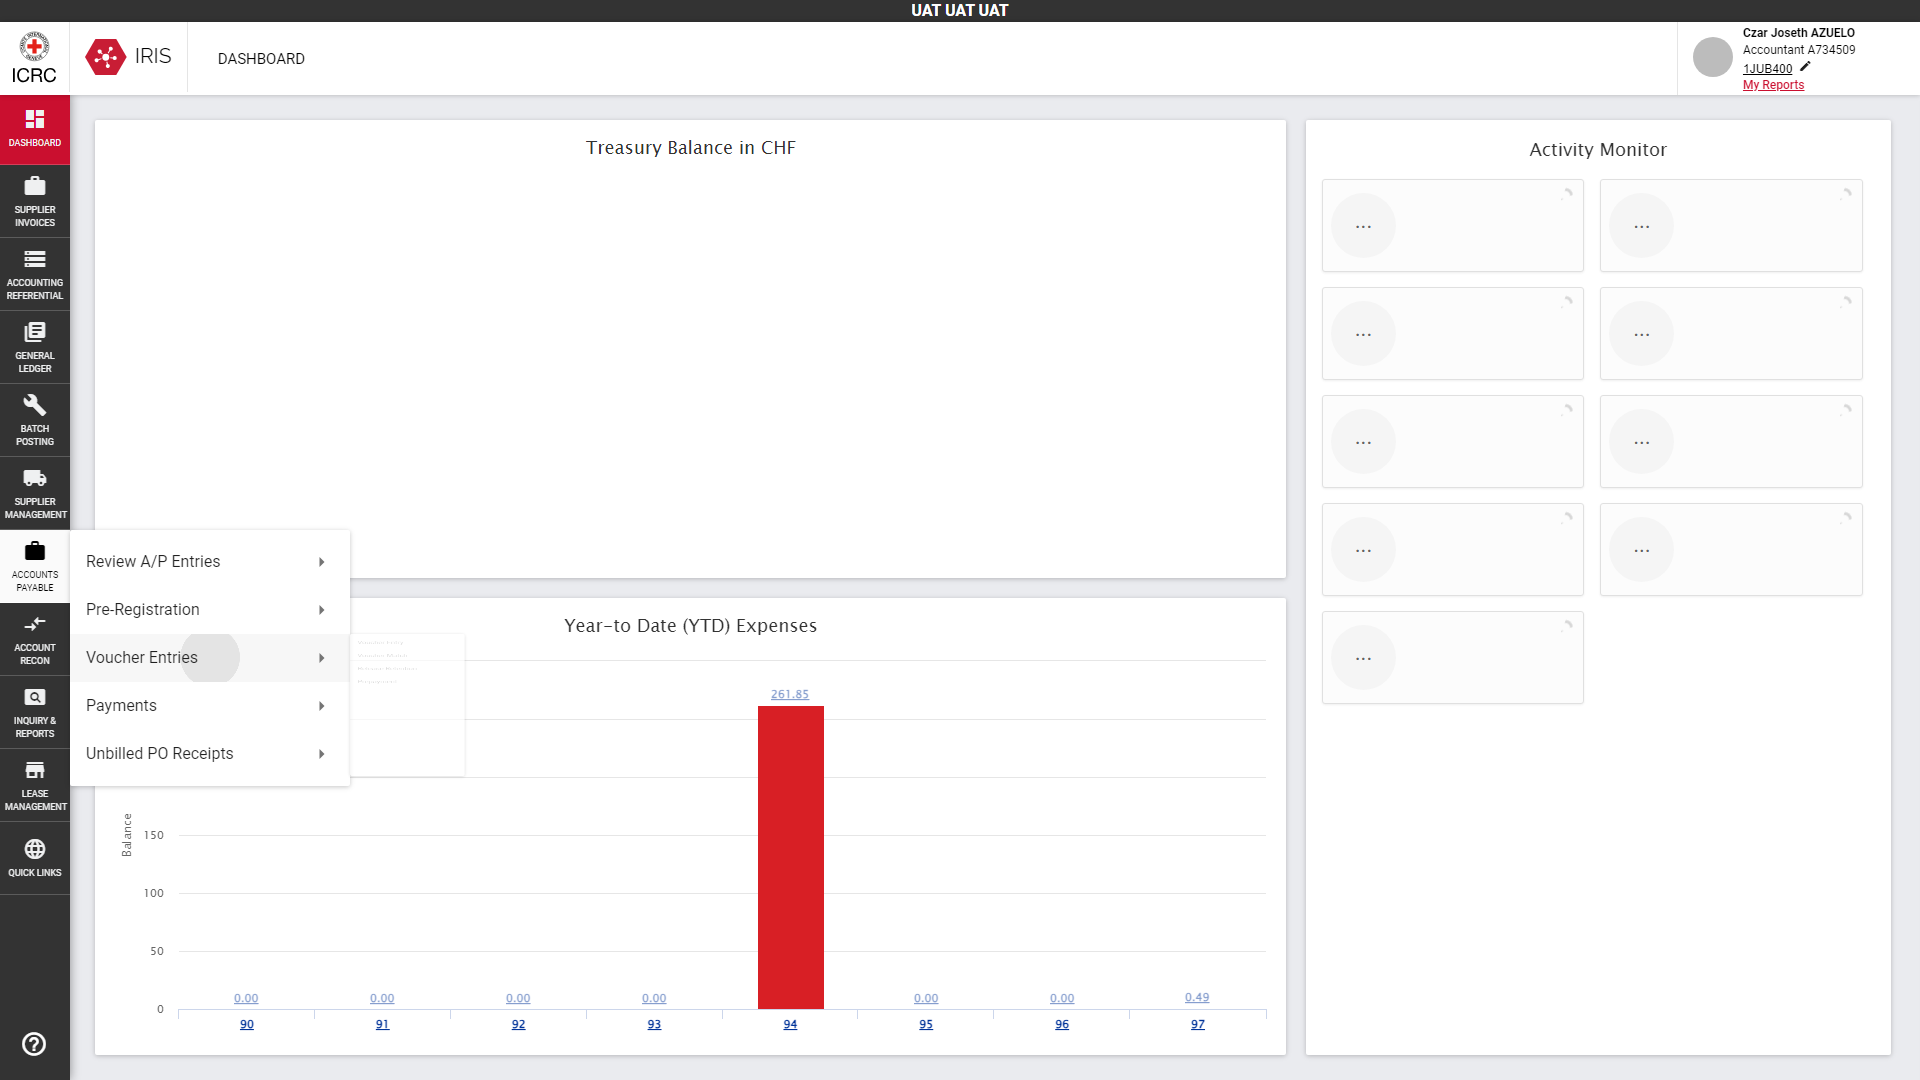 UAT UAT UAT
ICRC
IRIS
DASHBOARD
Czar Joseth AZUELO
Accountant A734509
1JUB400
My Reports
DASHBOARD
SUPPLIER
INVOICES
ACCOUNTING
REFERENTIAL
GENERAL
LEDGER
BATCH
POSTING
SUPPLIER
MANAGEMENT
ACCOUNTS
PAYABLE
ACCOUNT
RECON
INQUIRY &
REPORTS
LEASE
MANAGEMENT
QUICK LINKS
Review A/P Entries
Pre-Registration
Voucher Entries
Payments
Unbilled PO Receipts
Treasury Balance in CHF
Year-to Date (YTD) Expenses
Balance
150
100
50
0
0.00
0.00
0.00
0.00
261.85
0.00
0.00
0.49
90
91
92
93
94
95
96
97
Activity Monitor
...
...
...
...
...
...
...
...
...